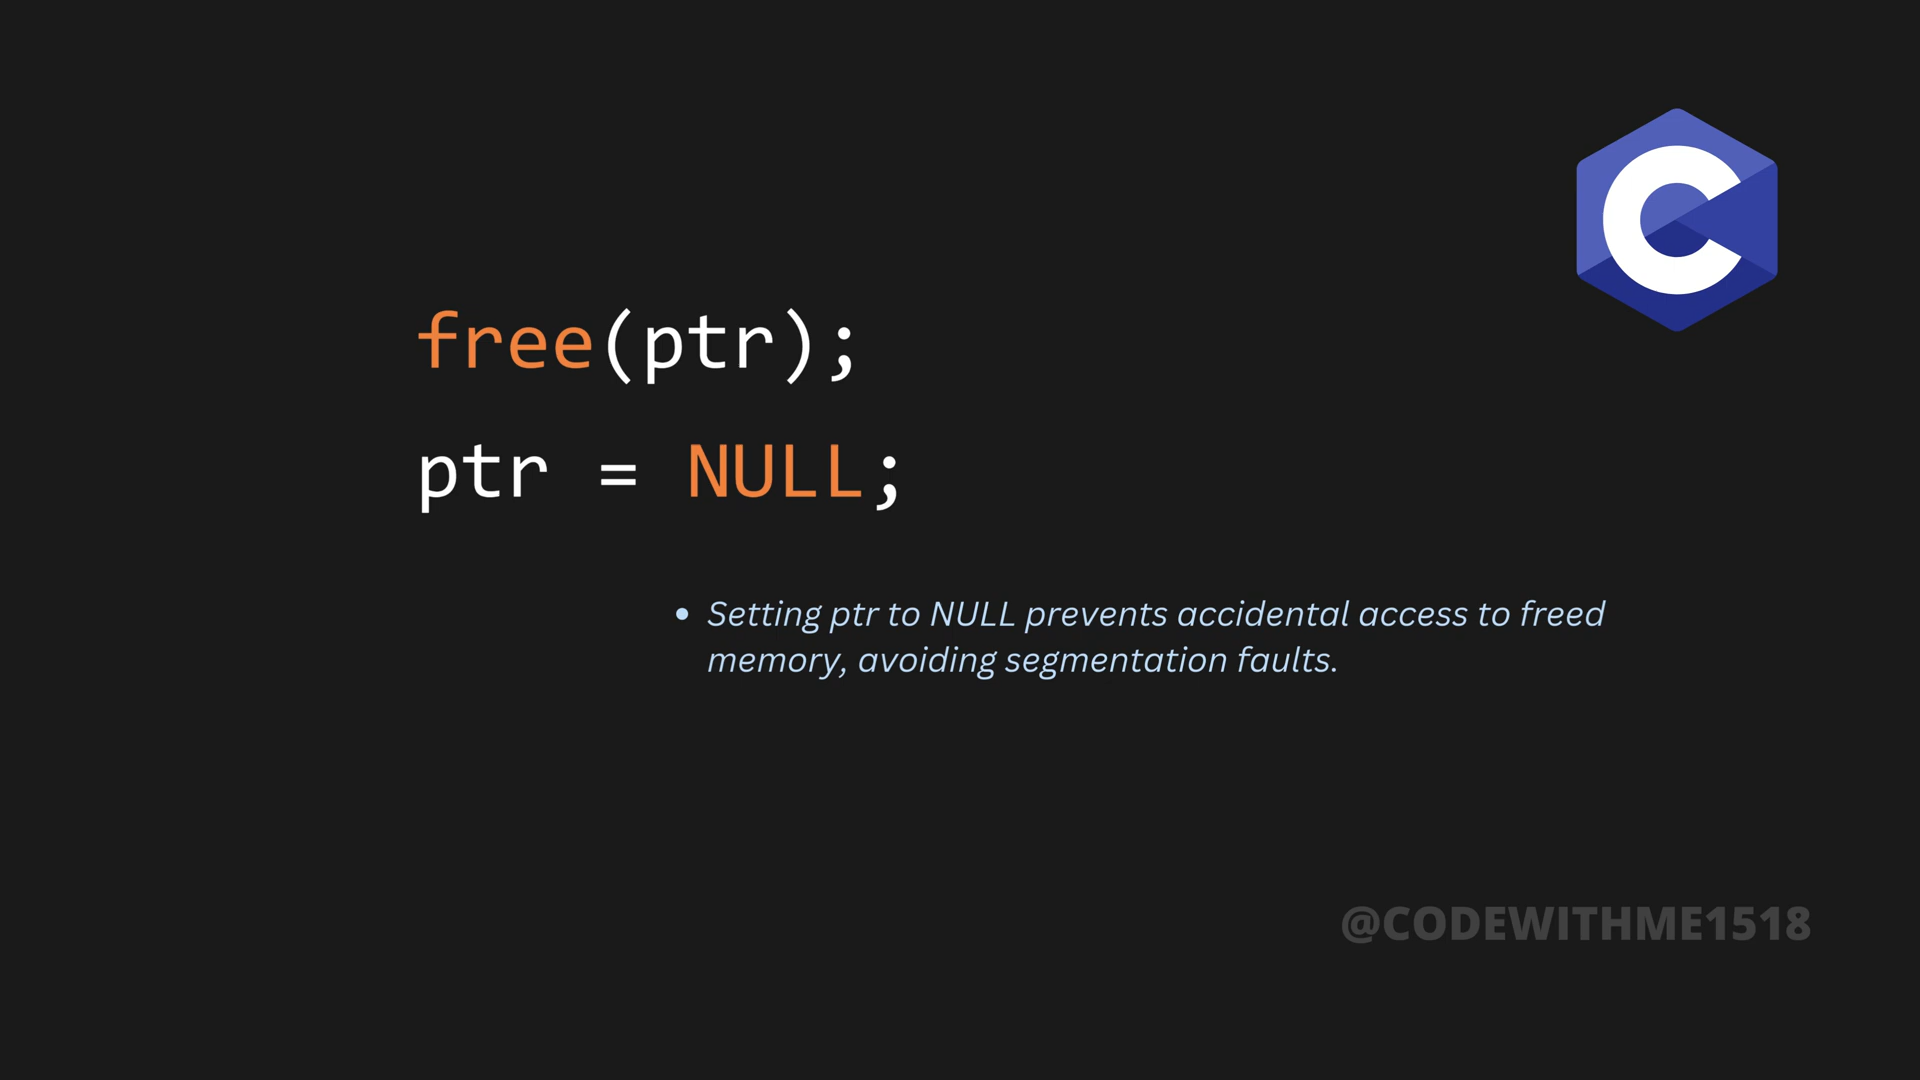 free(ptr);
ptr = NULL;
• Setting ptr to NULL prevents accidental access to freed
memory, avoiding segmentation faults.
@CODEWITHME1518